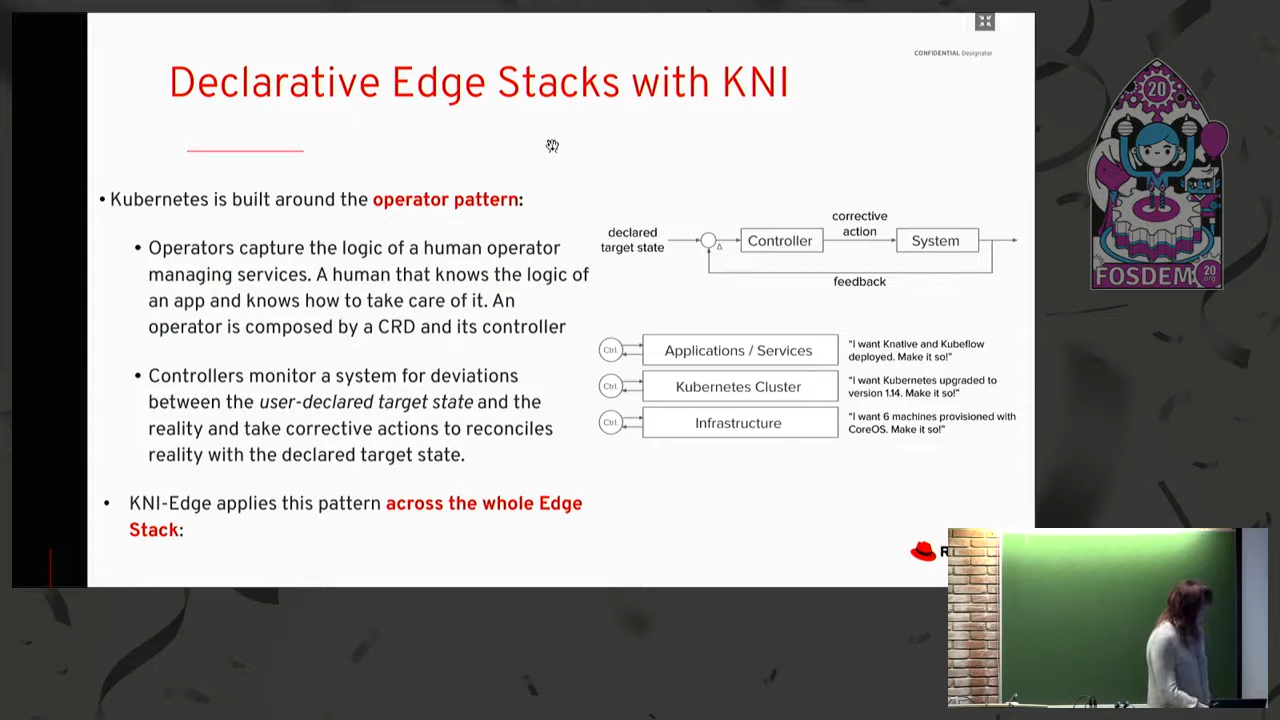 CONFIDENTIAL Designator
Declarative Edge Stacks with KNI
• Kubernetes is built around the operator pattern:
• Operators capture the logic of a human operator
managing services. A human that knows the logic of
an app and knows how to take care of it. An
operator is composed by a CRD and its controller
• Controllers monitor a system for deviations
between the user-declared target state and the
reality and take corrective actions to reconciles
reality with the declared target state.
• KNI-Edge applies this pattern across the whole Edge
Stack:
declared
target state
Δ
Controller
corrective
action
System
feedback
Ctrl.
Applications / Services
"I want Knative and Kubeflow
deployed. Make it so!"
Ctrl.
Kubernetes Cluster
"I want Kubernetes upgraded to
version 1.14. Make it so!"
Ctrl.
Infrastructure
"I want 6 machines provisioned with
CoreOS. Make it so!"
20
FOSDEM
20
.org